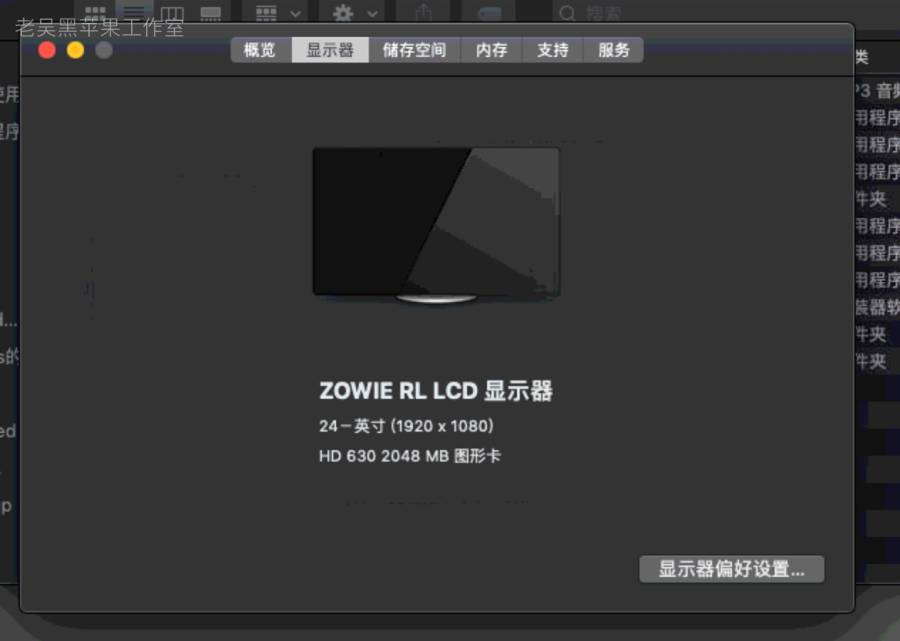 搜索
老吴黑苹果工作室
概览 显示器 储存空间 内存 支持 服务
类
使用
P3 音频
程序
用程序
用程序
用程序
件夹
用程序
用程序
用程序
装器软
件夹
s的
件夹
ZOWIE RL LCD 显示器
24－英寸 (1920 x 1080)
ed
HD 630 2048 MB 图形卡
p
显示器偏好设置...